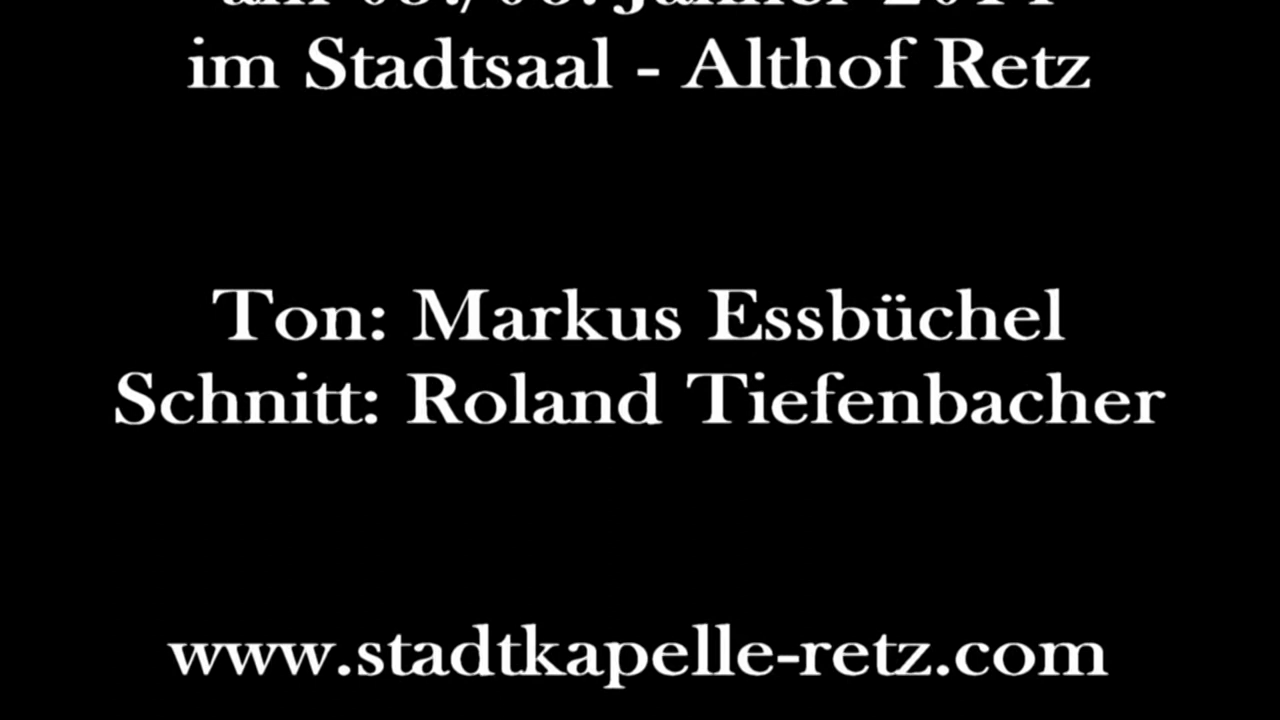 im Stadtsaal - Althof Retz
Ton: Markus Essbüchel
Schnitt: Roland Tiefenbacher
www.stadtkapelle-retz.com